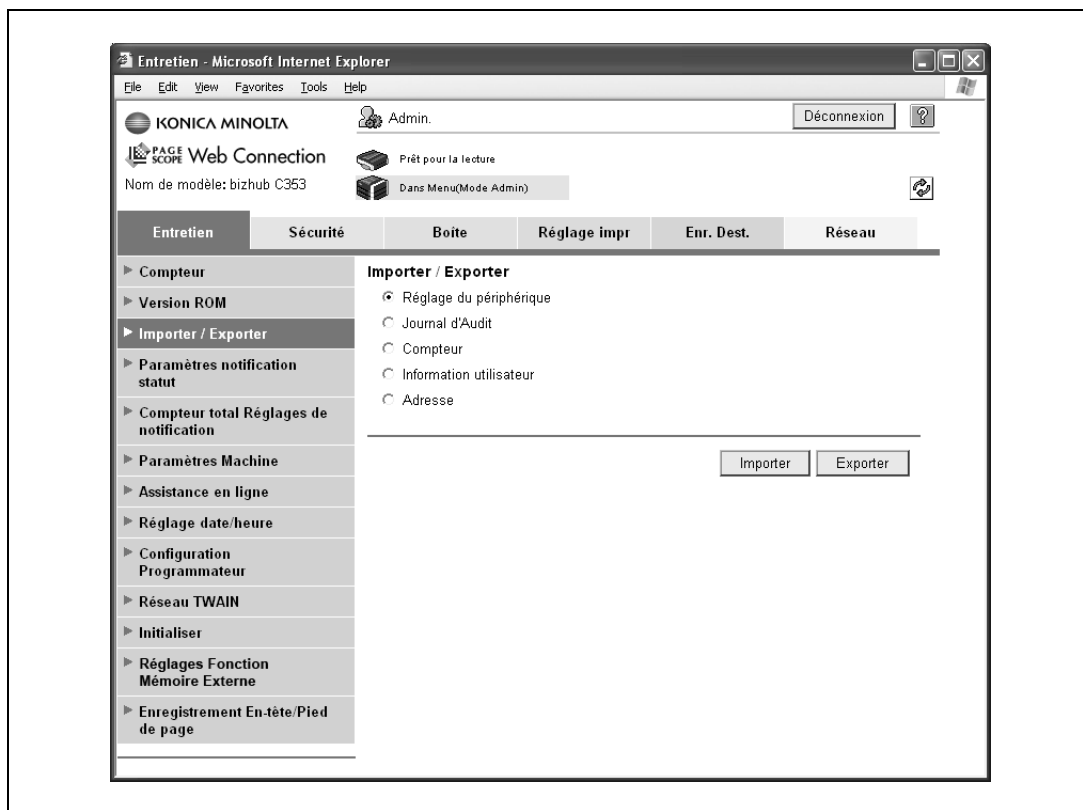 Entretien - Microsoft Internet Explorer
File Edit View Favorites Tools Help
KONICA MINOLTA
Admin.
Déconnexion
?
PAGE SCOPE Web Connection
Prêt pour la lecture
Nom de modèle: bizhub C353
Dans Menu(Mode Admin)
Entretien Sécurité Boîte Réglage impr Enr. Dest. Réseau
Compteur
Version ROM
Importer / Exporter
Paramètres notification
statut
Compteur total Réglages de
notification
Paramètres Machine
Assistance en ligne
Réglage date/heure
Configuration
Programmateur
Réseau TWAIN
Initialiser
Réglages Fonction
Mémoire Externe
Enregistrement En-tête/Pied
de page
Importer / Exporter
Réglage du périphérique
Journal d'Audit
Compteur
Information utilisateur
Adresse
Importer Exporter